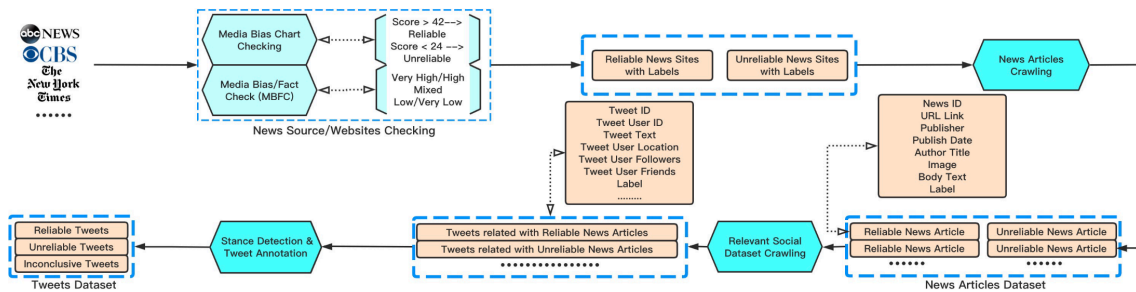 abc NEWS
CBS
The
New York
Times
••••••
Media Bias Chart
Checking
Score > 42-->
Reliable
Score < 24 -->
Unreliable
Media Bias/Fact
Check (MBFC)
Very High/High
Mixed
Low/Very Low
News Source/Websites Checking
Reliable News Sites
with Labels
Unreliable News Sites
with Labels
News Articles
Crawling
Tweet ID
Tweet User ID
Tweet Text
Tweet User Location
Tweet User Followers
Tweet User Friends
Label
.........
News ID
URL Link
Publisher
Publish Date
Author Title
Image
Body Text
Label
Reliable Tweets
Unreliable Tweets
Inconclusive Tweets
Tweets Dataset
Stance Detection &
Tweet Annotation
Tweets related with Reliable News Articles
Tweets related with Unreliable News Articles
••••••••••••••••
Relevant Social
Dataset Crawling
Reliable News Article
Reliable News Article
••••••
Unreliable News Article
Unreliable News Article
••••••
News Articles Dataset